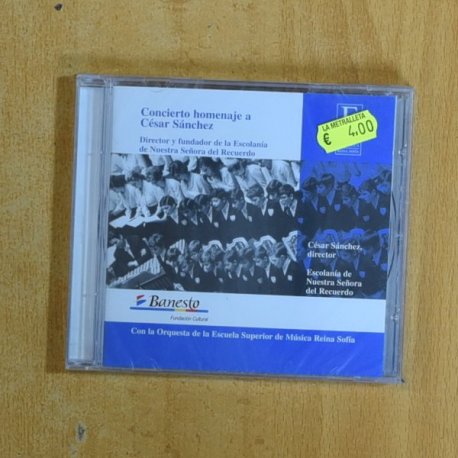 Concierto homenaje a
César Sánchez
Director y fundador de la Escolanía
de Nuestra Señora del Recuerdo
LA METRALLETA
€ 4,00
César Sánchez,
director
Escolanía de
Nuestra Señora
del Recuerdo
Banesto
Fundación Cultural
Con la Orquesta de la Escuela Superior de Música Reina Sofía